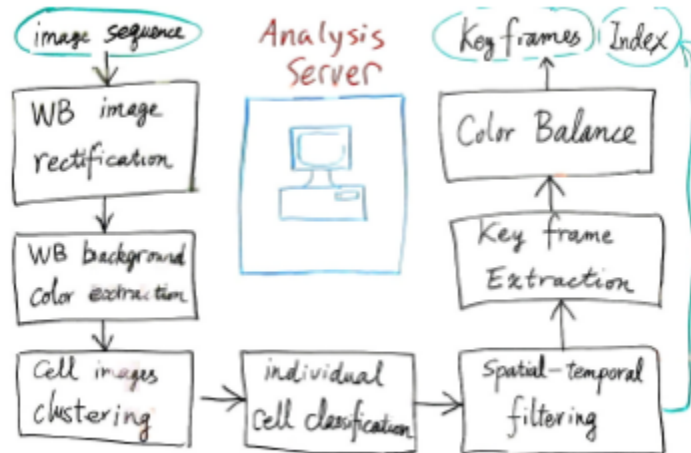 image sequence
WB image
rectification
WB background
color extraction
Cell images
clustering
individual
cell classification
Spatial-temporal
filtering
Key frame
Extraction
Color Balance
Key frames
Index
Analysis
Server